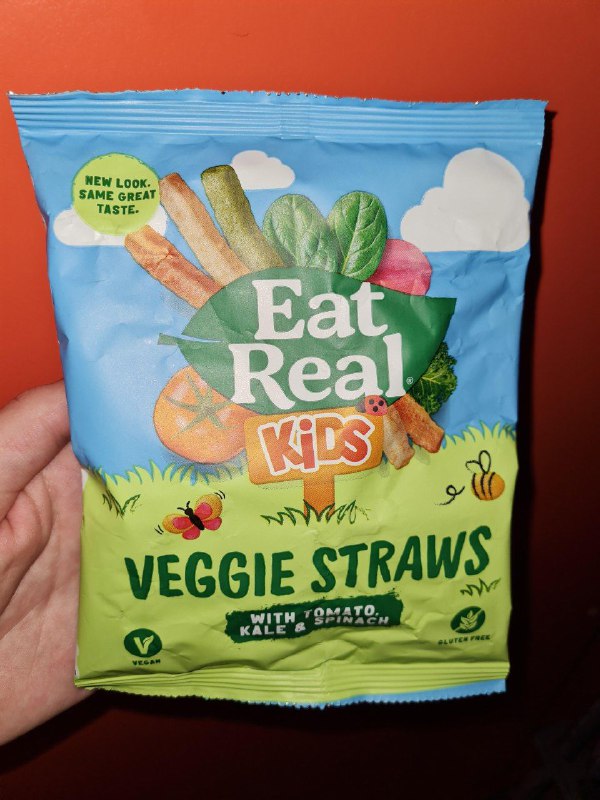 NEW LOOK.
SAME GREAT
TASTE.
Eat
Real®
KiDS
VEGGIE STRAWS
WITH TOMATO,
KALE & SPINACH
VEGAN
GLUTEN FREE